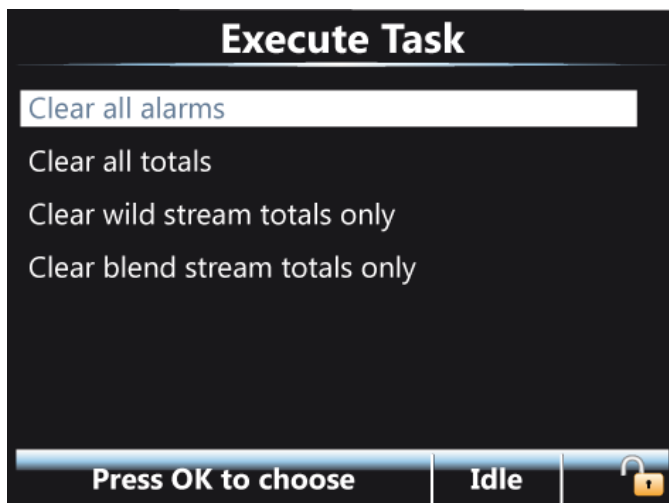 Execute Task
Clear all alarms
Clear all totals
Clear wild stream totals only
Clear blend stream totals only
Press OK to choose
Idle